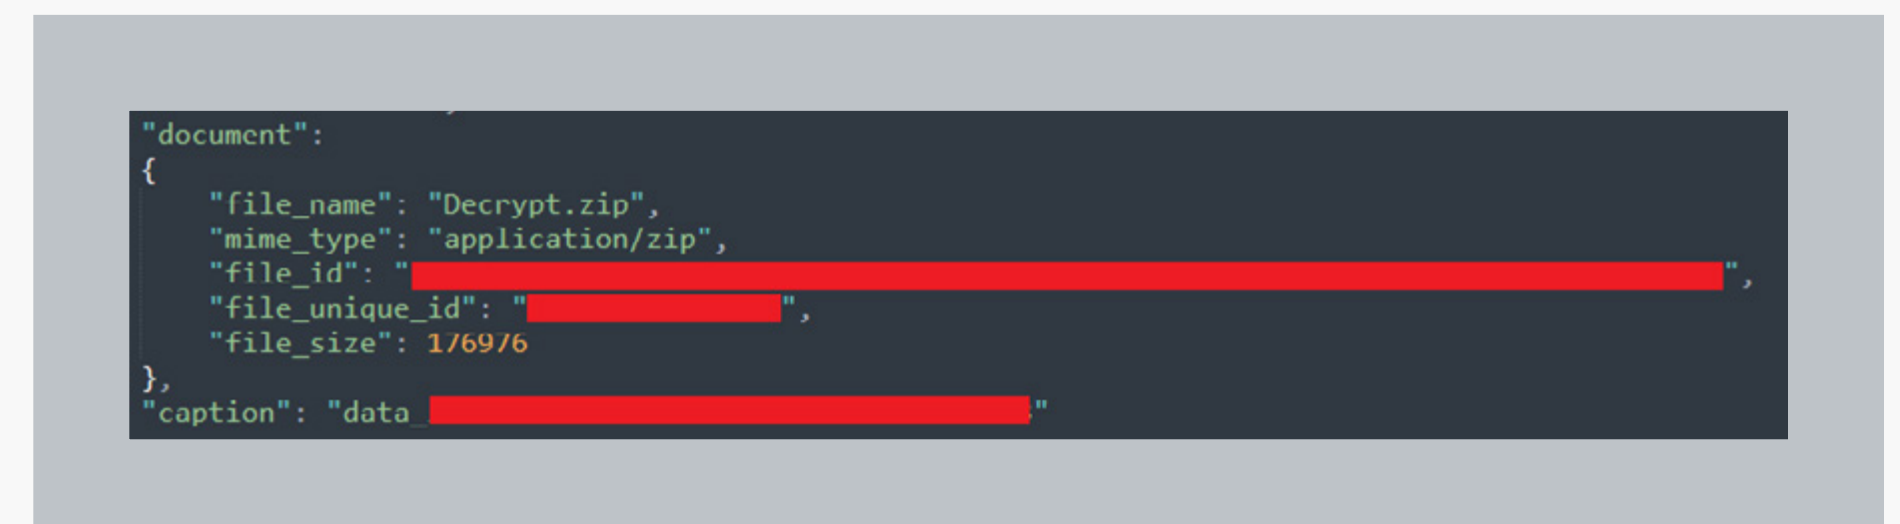 "document":
{
"file_name": "Decrypt.zip",
"mime_type": "application/zip",
"file_id": "",
"file_unique_id": "",
"file_size": 176976
},
"caption": "data_"